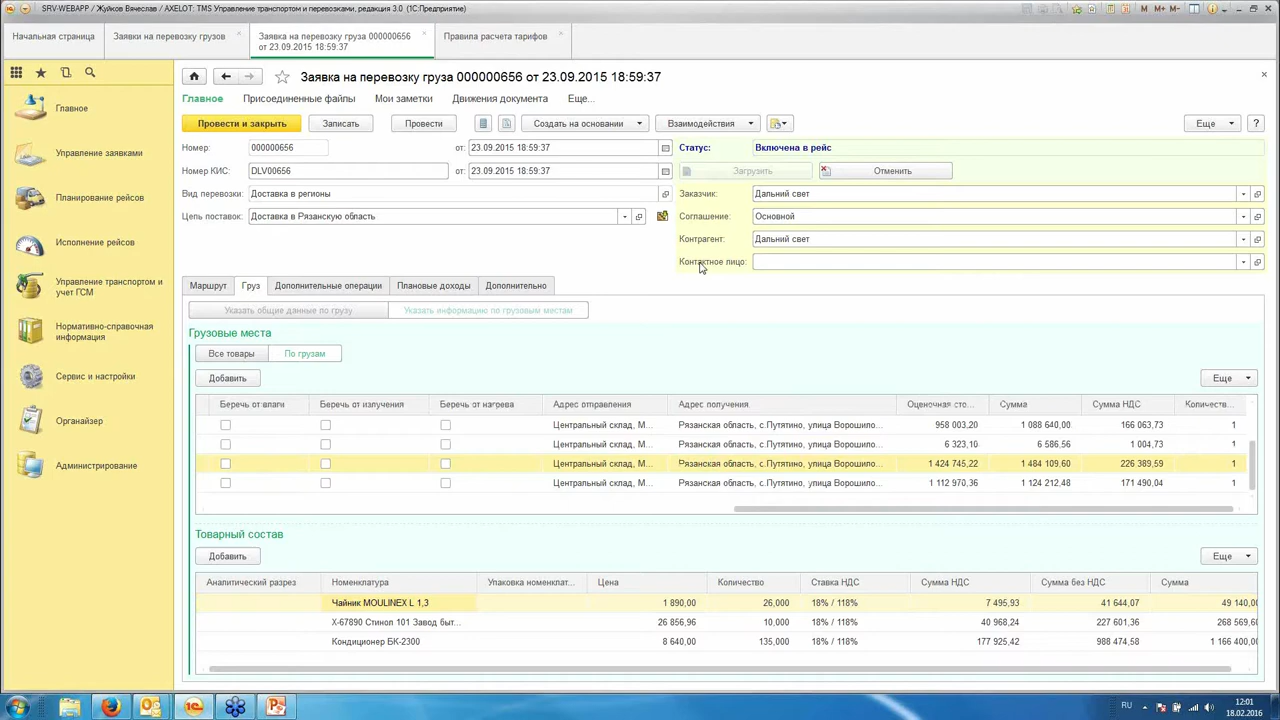 SRV-WEBAPP / Жуйков Вячеслав / AXELOT: TMS Управление транспортом и перевозками, редакция 3.0 (1С:Предприятие)
M M+ M-
Начальная страница
Заявки на перевозку грузов
Заявка на перевозку груза 000000656
от 23.09.2015 18:59:37
Правила расчета тарифов
Заявка на перевозку груза 000000656 от 23.09.2015 18:59:37
Главное Присоединенные файлы Мои заметки Движения документа Еще...
Провести и закрыть Записать Провести Создать на основании Взаимодействия Еще ?
Номер: 000000656 от: 23.09.2015 18:59:37 Статус: Включена в рейс
Номер КИС: DLV00656 от: 23.09.2015 18:59:37 Загрузить Отменить
Вид перевозки: Доставка в регионы Заказчик: Дальний свет
Цепь поставок: Доставка в Рязанскую область Соглашение: Основной
Контрагент: Дальний свет
Контактное лицо:
Главное
Управление заявками
Планирование рейсов
Исполнение рейсов
Управление транспортом и
учет ГСМ
Нормативно-справочная
информация
Сервис и настройки
Органайзер
Администрирование
Маршрут Груз Дополнительные операции Плановые доходы Дополнительно
Указать общие данные по грузу Указать информацию по грузовым местам
Грузовые места
Все товары По грузам
Добавить Еще
Беречь от влаги Беречь от излучения Беречь от нагрева Адрес отправления Адрес получения Оценочная сто... Сумма Сумма НДС Количеств...
Центральный склад, М... Рязанская область, с.Путятино, улица Ворошило... 958 003,20 1 088 640,00 166 063,73 1
Центральный склад, М... Рязанская область, с.Путятино, улица Ворошило... 6 323,10 6 586,56 1 004,73 1
Центральный склад, М... Рязанская область, с.Путятино, улица Ворошило... 1 424 745,22 1 484 109,60 226 389,59 1
Центральный склад, М... Рязанская область, с.Путятино, улица Ворошило... 1 112 970,36 1 124 212,48 171 490,04 1
Товарный состав
Добавить Еще
Аналитический разрез Номенклатура Упаковка номенклат... Цена Количество Ставка НДС Сумма НДС Сумма без НДС Сумма
Чайник MOULINEX L 1,3 1 890,00 26,000 18% / 118% 7 495,93 41 644,07 49 140,00
Х-67890 Стинол 101 Завод быт... 26 856,96 10,000 18% / 118% 40 968,24 227 601,36 268 569,6
Кондиционер БК-2300 8 640,00 135,000 18% / 118% 177 925,42 988 474,58 1 166 400,0
RU
12:01
18.02.2016